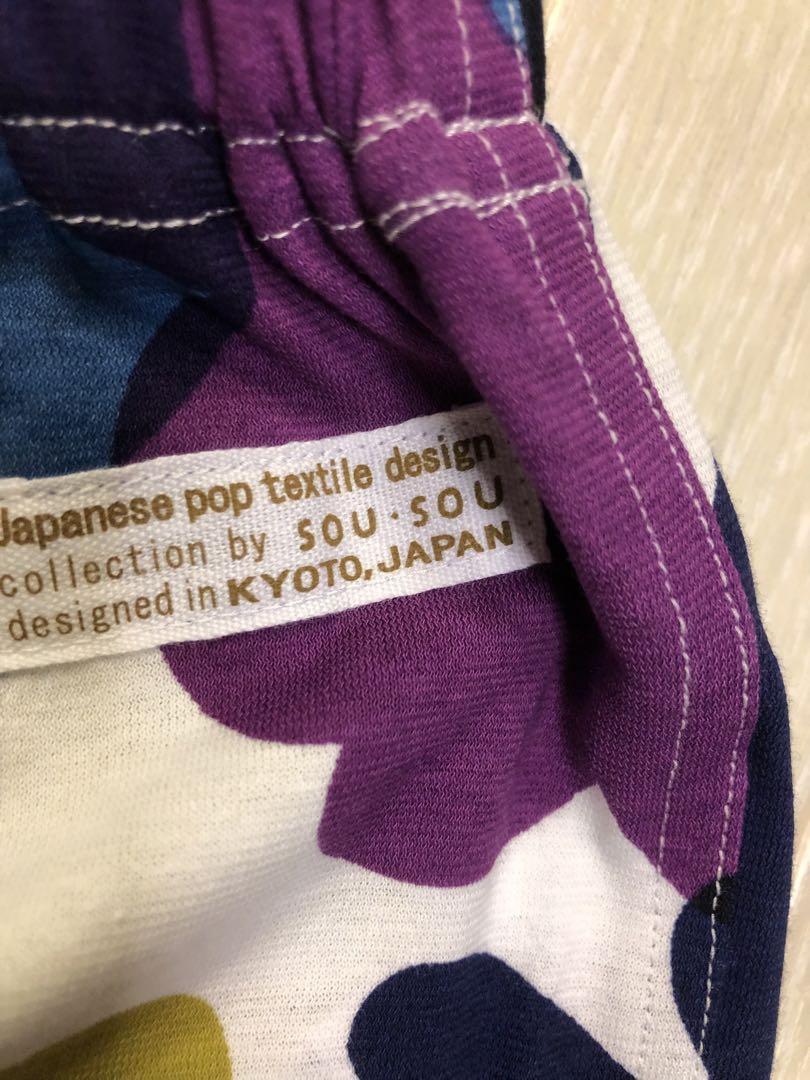 Japanese pop textile design
collection by SOU・SOU
designed in KYOTO, JAPAN